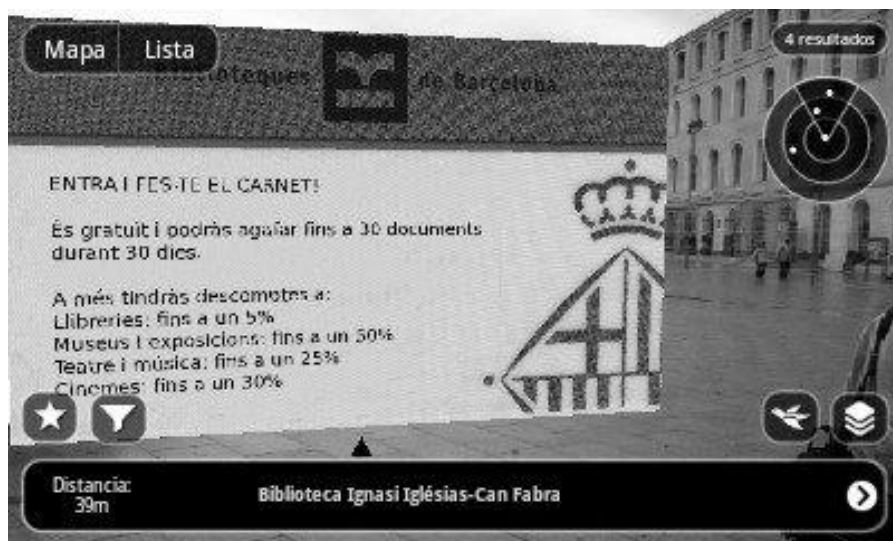 Mapa
Lista
4 resultados
Biblioteques de Barcelona
ENTRA I FES-TE EL CARNET!
És gratuït i podràs agafar fins a 30 documents
durant 30 dies.
A més tindràs descomptes a:
Llibreries: fins a un 5%
Museus i exposicions: fins a un 50%
Teatre i música: fins a un 25%
Cinemes: fins a un 30%
Distancia:
39m
Biblioteca Ignasi Iglésias-Can Fabra